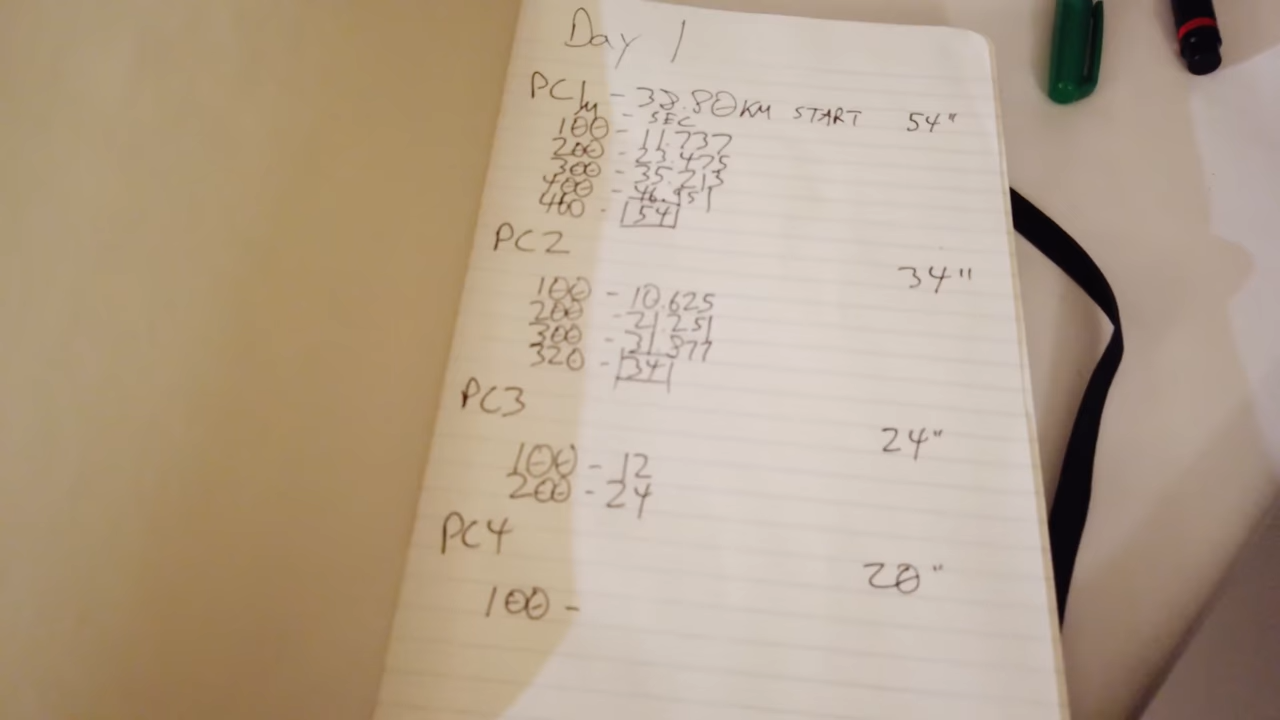 Day 1
PC1 - 38.80KM START 54"
M - SEC
100 - 11.737
200 - 23.475
300 - 35.213
400 - 46.951
460 - 54
PC2 34"
100 - 10.625
200 - 21.251
300 - 31.877
320 - 34
PC3 24"
100 - 12
200 - 24
PC4 20"
100 -